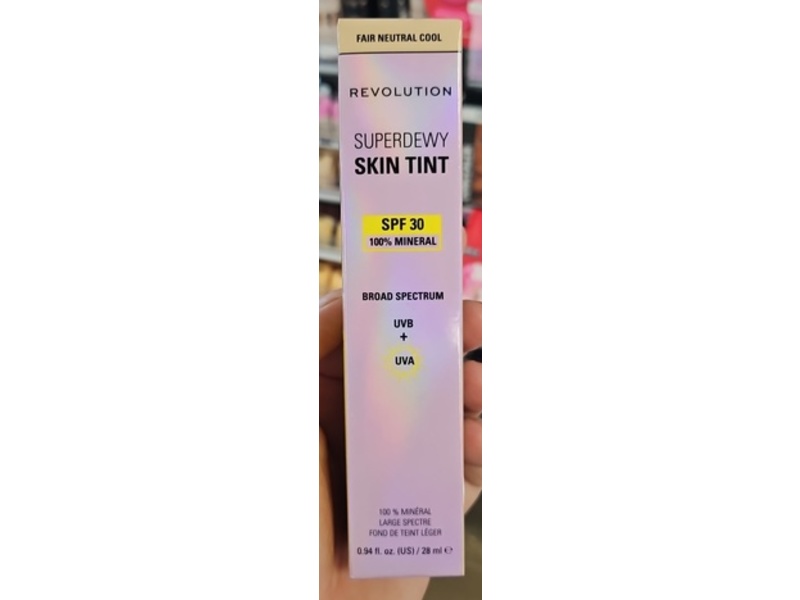 FAIR NEUTRAL COOL
REVOLUTION
SUPERDEWY
SKIN TINT
SPF 30
100% MINERAL
BROAD SPECTRUM
UVB
+
UVA
100 % MINÉRAL
LARGE SPECTRE
FOND DE TEINT LÉGER
0.94 fl. oz. (US) / 28 ml ℮